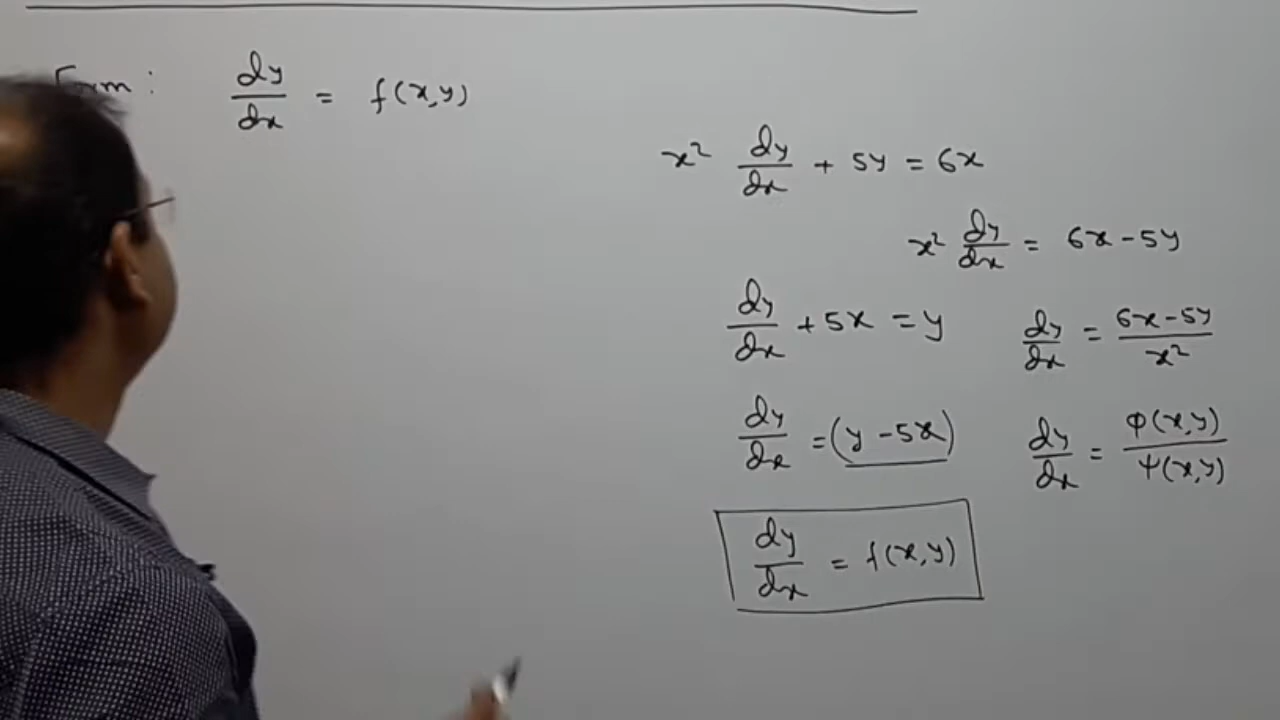 : dy/dx = f(x,y)
x² dy/dx + 5y = 6x
x² dy/dx = 6x - 5y
dy/dx + 5x = y
dy/dx = (6x - 5y)/x²
dy/dx = (y - 5x)
dy/dx = φ(x,y)/ψ(x,y)
dy/dx = f(x,y)